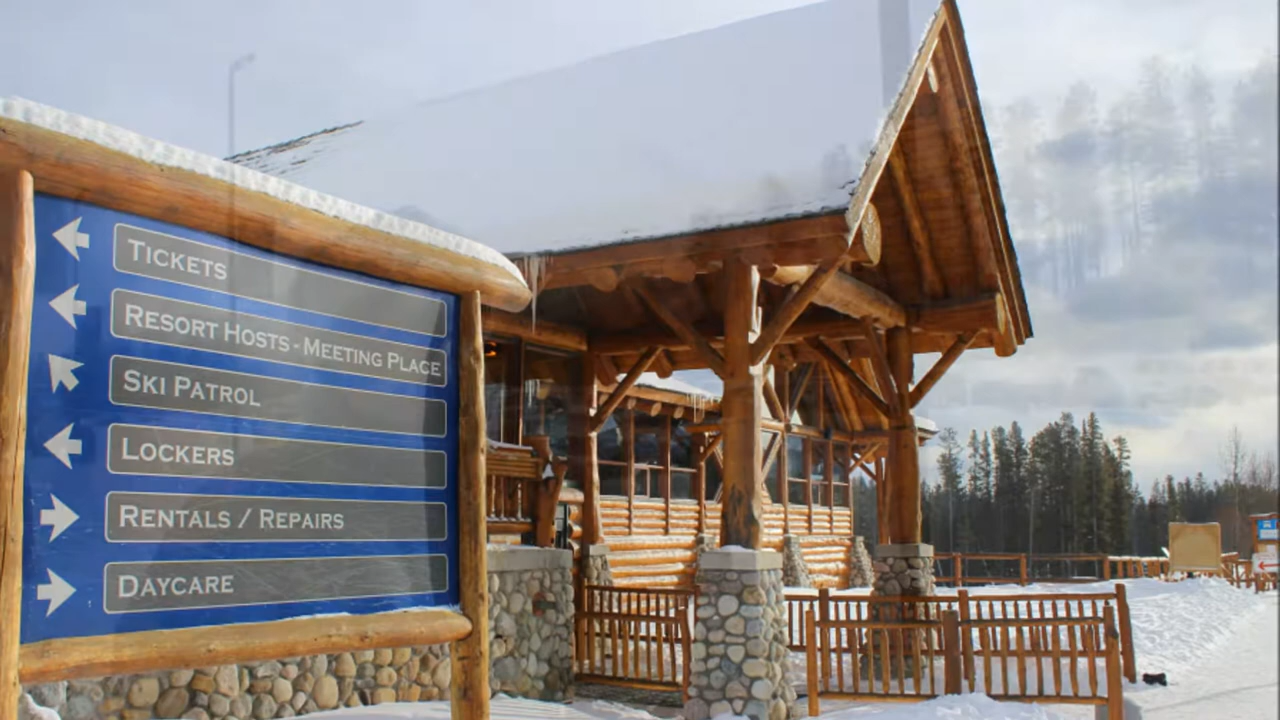 TICKETS
RESORT HOSTS - MEETING PLACE
SKI PATROL
LOCKERS
RENTALS / REPAIRS
DAYCARE